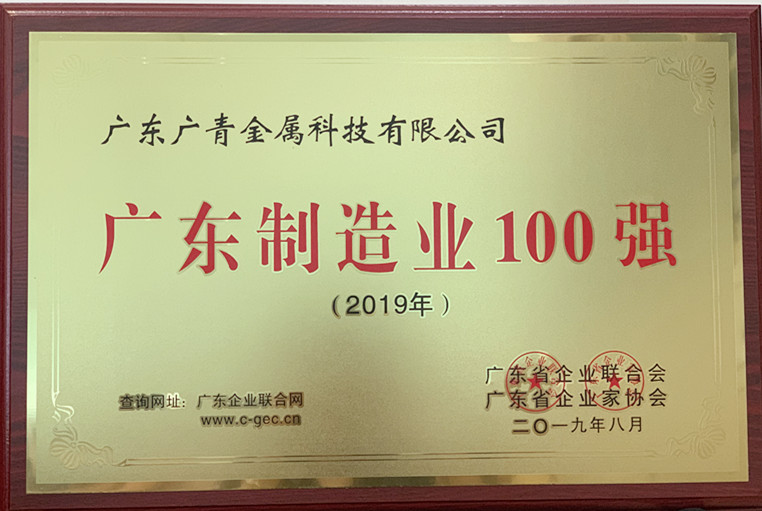 广东广青金属科技有限公司
广东制造业100强
（2019年）
查询网址：广东企业联合网
www.c-gec.cn
广东省企业联合会
广东省企业家协会
二〇一九年八月